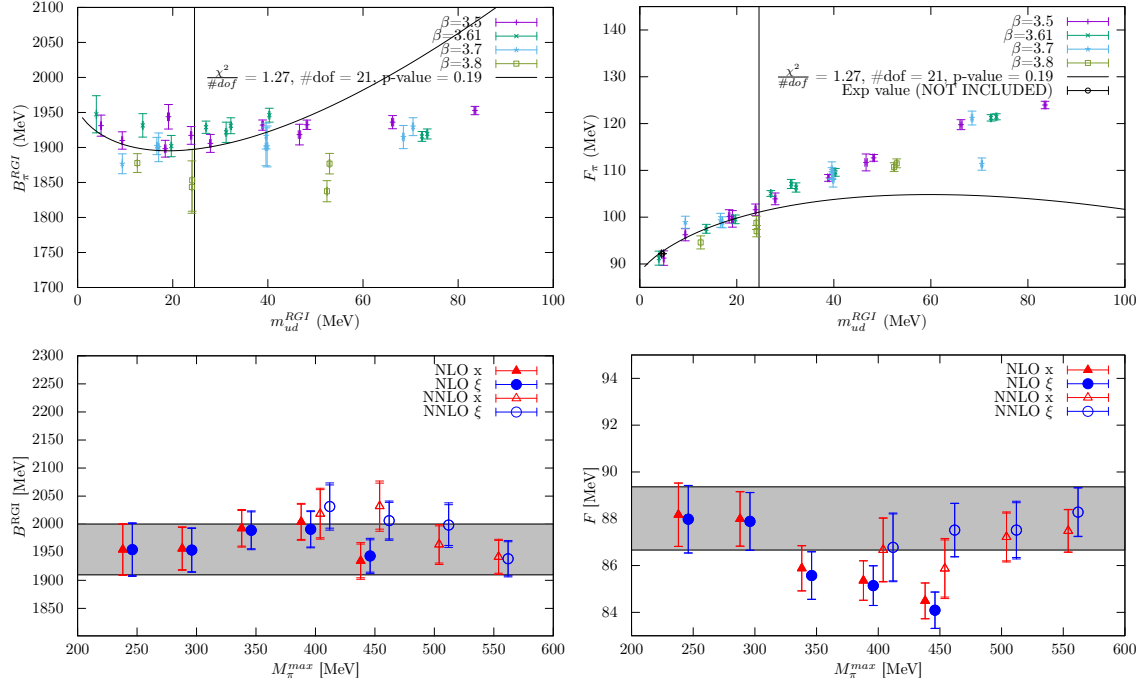 2100
2050
2000
1950
1900
1850
1800
1750
1700
0 20 40 60 80 100
B_π^{RGI} (MeV)
m_{ud}^{RGI} (MeV)
β=3.5
β=3.61
β=3.7
β=3.8
χ²/#dof = 1.27, #dof = 21, p-value = 0.19
140
130
120
110
100
90
0 20 40 60 80 100
F_π (MeV)
m_{ud}^{RGI} (MeV)
β=3.5
β=3.61
β=3.7
β=3.8
χ²/#dof = 1.27, #dof = 21, p-value = 0.19
Exp value (NOT INCLUDED)
2300
2250
2200
2150
2100
2050
2000
1950
1900
1850
1800
200 250 300 350 400 450 500 550 600
B^{RGI} [MeV]
M_π^{max} [MeV]
NLO x
NLO ξ
NNLO x
NNLO ξ
94
92
90
88
86
84
200 250 300 350 400 450 500 550 600
F [MeV]
M_π^{max} [MeV]
NLO x
NLO ξ
NNLO x
NNLO ξ